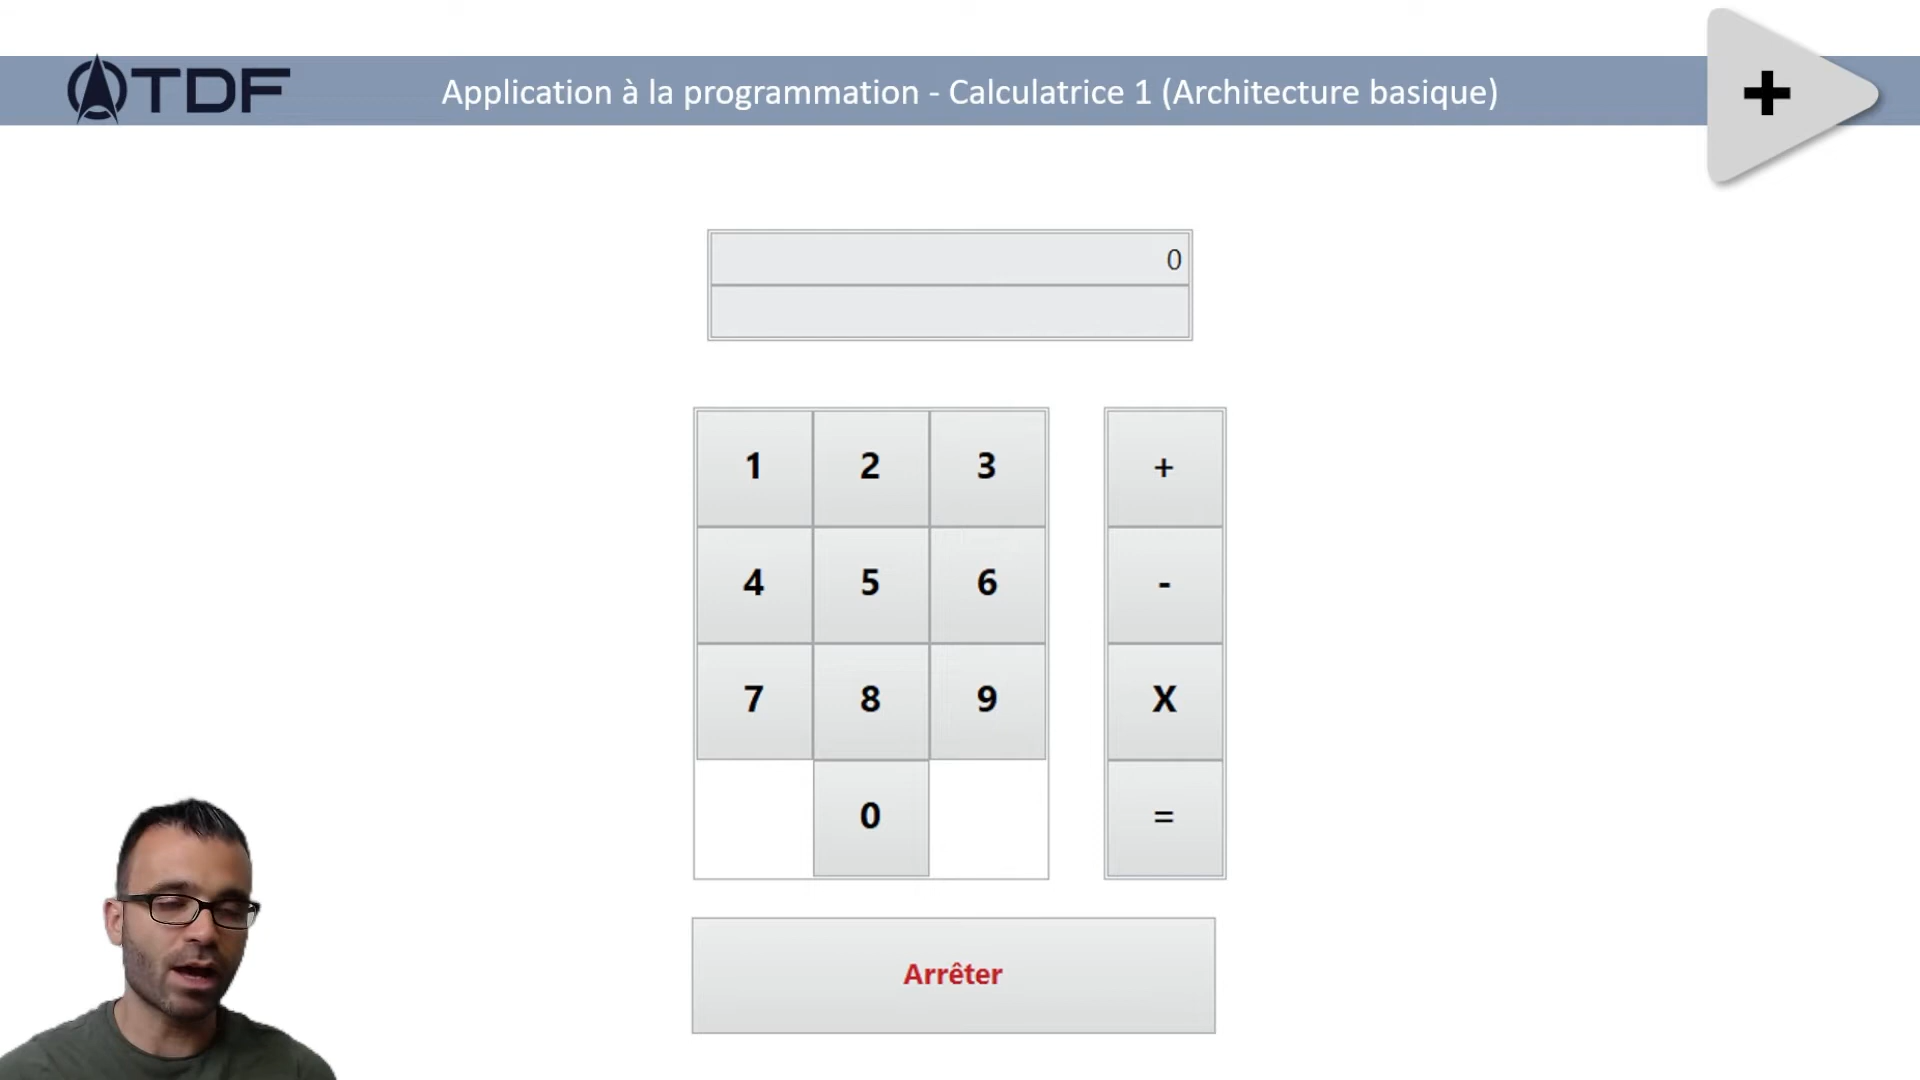 TDF
Application à la programmation - Calculatrice 1 (Architecture basique)
+
0
1 2 3 +
4 5 6 -
7 8 9 X
0 =
Arrêter